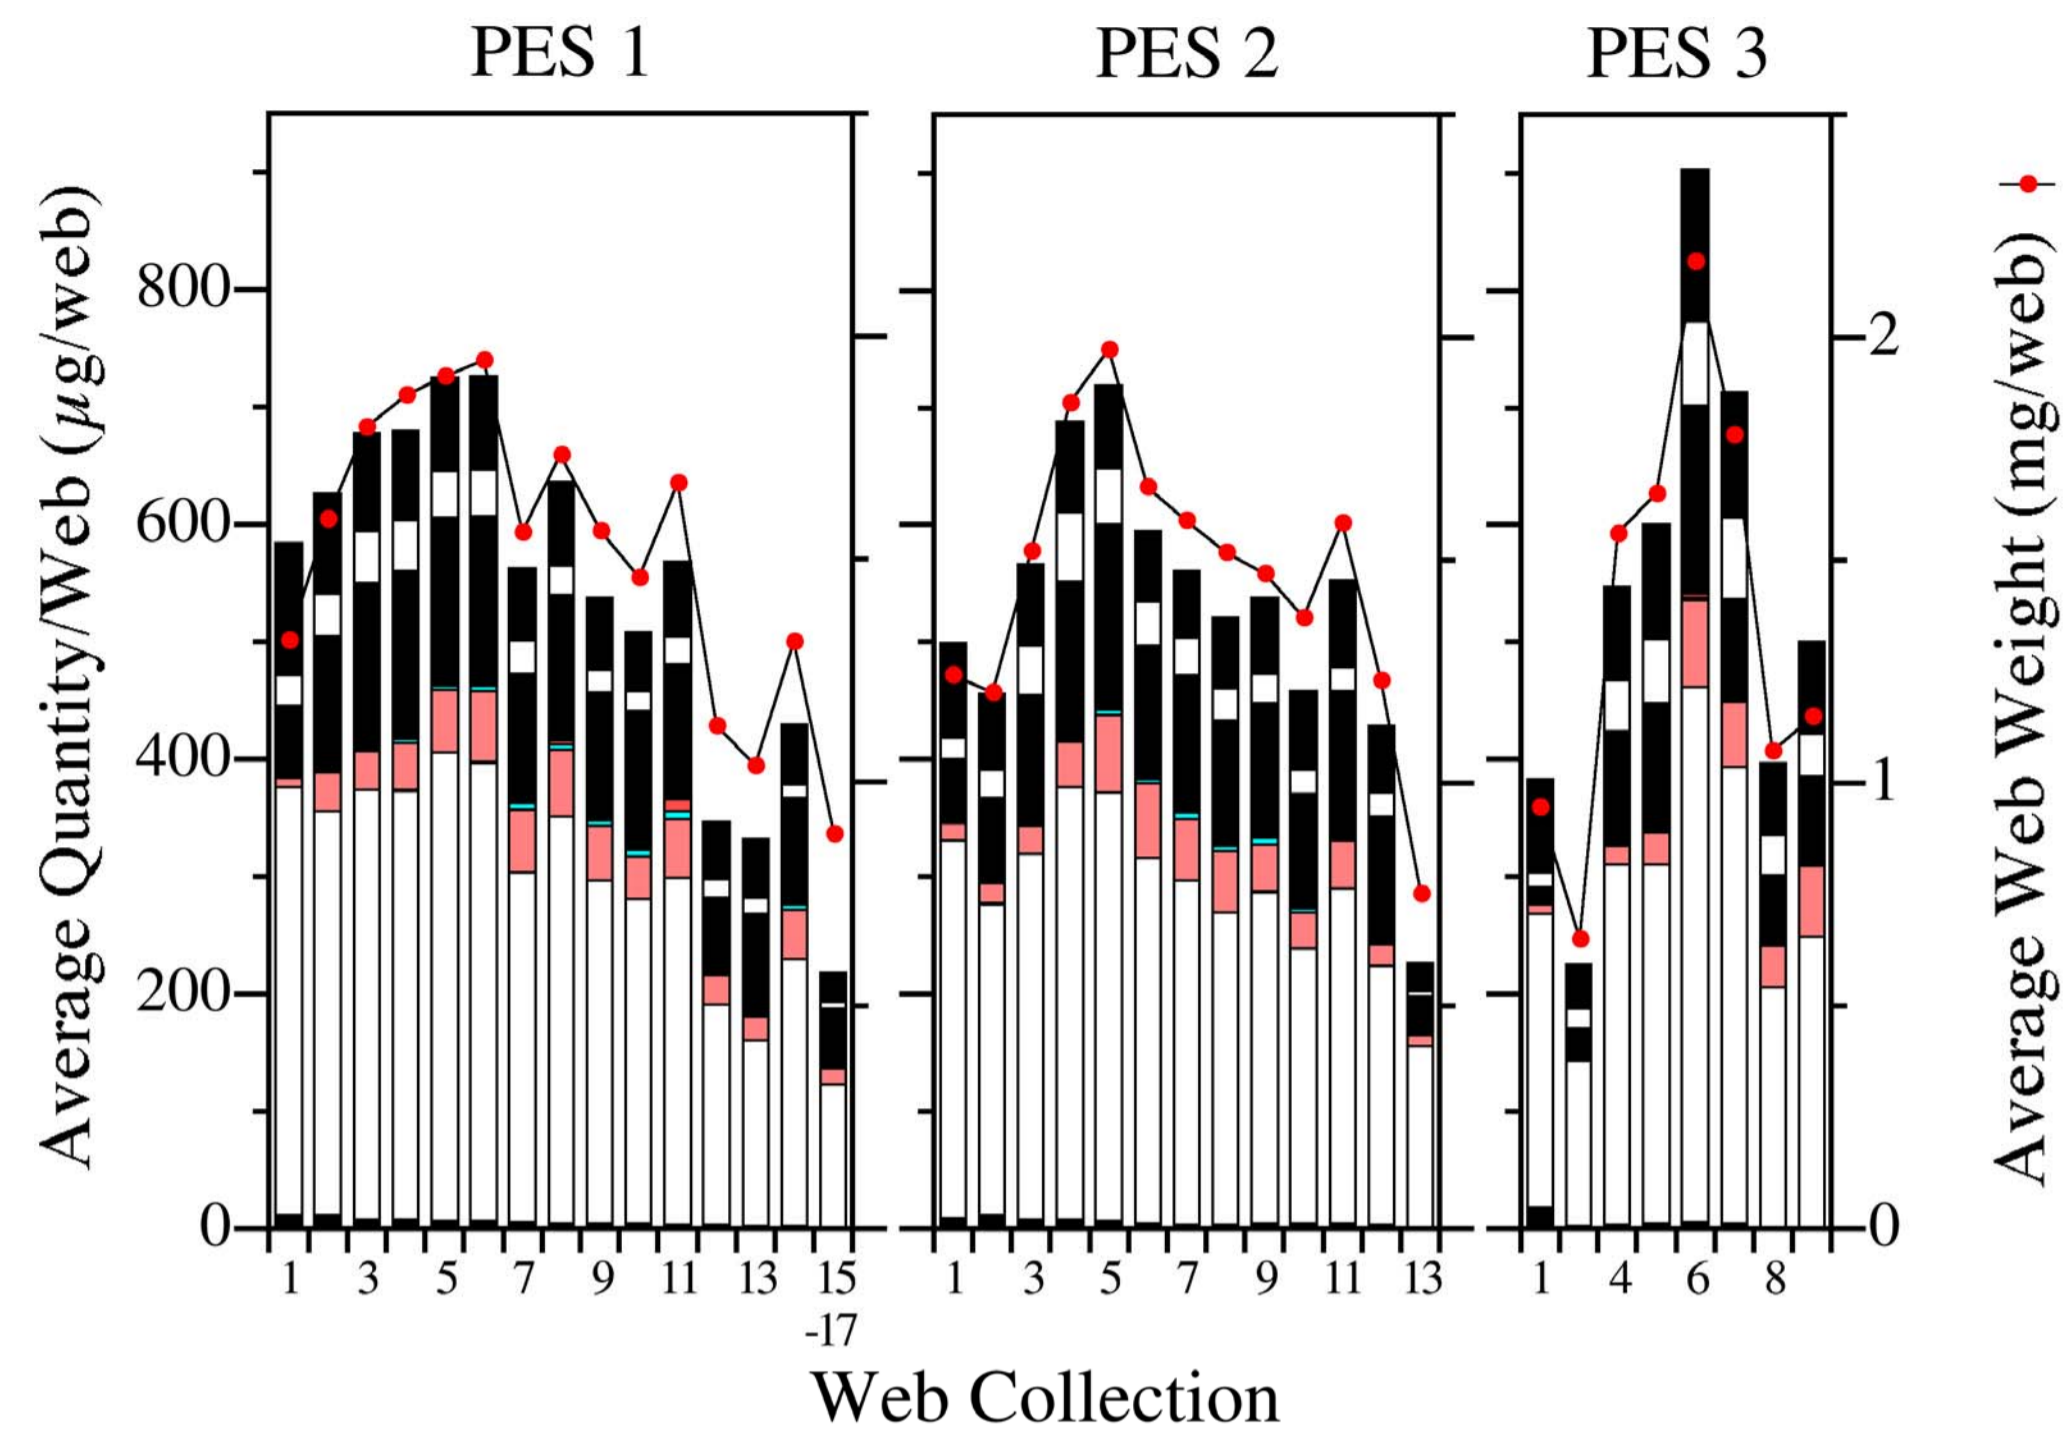 PES 1
PES 2
PES 3
Average Quantity/Web (µg/web)
800
600
400
200
0
1 3 5 7 9 11 13 15
-17
1 3 5 7 9 11 13
1 4 6 8
2
1
0
Average Web Weight (mg/web)
Web Collection